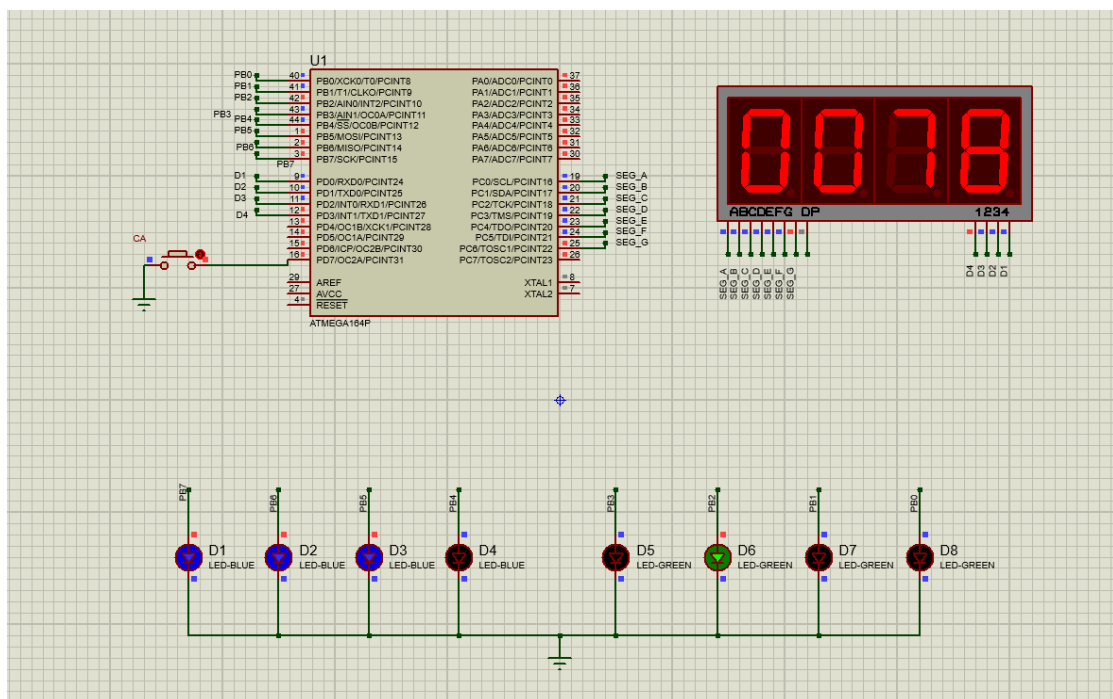 U1
PB0 40 PB0/XCK0/T0/PCINT8 PA0/ADC0/PCINT0 37
PB1 41 PB1/T1/CLKO/PCINT9 PA1/ADC1/PCINT1 36
PB2 42 PB2/AIN0/INT2/PCINT10 PA2/ADC2/PCINT2 35
PB3 43 PB3/AIN1/OC0A/PCINT11 PA3/ADC3/PCINT3 34
PB4 44 PB4/SS/OC0B/PCINT12 PA4/ADC4/PCINT4 33
PB5 1 PB5/MOSI/PCINT13 PA5/ADC5/PCINT5 32
PB6 2 PB6/MISO/PCINT14 PA6/ADC6/PCINT6 31
PB7 3 PB7/SCK/PCINT15 PA7/ADC7/PCINT7 30
D1 9 PD0/RXD0/PCINT24 PC0/SCL/PCINT16 19 SEG_A
D2 10 PD1/TXD0/PCINT25 PC1/SDA/PCINT17 20 SEG_B
D3 11 PD2/INT0/RXD1/PCINT26 PC2/TCK/PCINT18 21 SEG_C
D4 12 PD3/INT1/TXD1/PCINT27 PC3/TMS/PCINT19 22 SEG_D
13 PD4/OC1B/XCK1/PCINT28 PC4/TDO/PCINT20 23 SEG_E
14 PD5/OC1A/PCINT29 PC5/TDI/PCINT21 24 SEG_F
15 PD6/ICP/OC2B/PCINT30 PC6/TOSC1/PCINT22 25 SEG_G
16 PD7/OC2A/PCINT31 PC7/TOSC2/PCINT23 26
CA
29 AREF XTAL1 8
27 AVCC XTAL2 7
4 RESET
ATMEGA164P
0078
ABCDEFG DP 1234
SEG_A
SEG_B
SEG_C
SEG_D
SEG_E
SEG_F
SEG_G
D4
D3
D2
D1
PB7
PB6
PB5
PB4
PB3
PB2
PB1
PB0
D1
LED-BLUE
D2
LED-BLUE
D3
LED-BLUE
D4
LED-BLUE
D5
LED-GREEN
D6
LED-GREEN
D7
LED-GREEN
D8
LED-GREEN